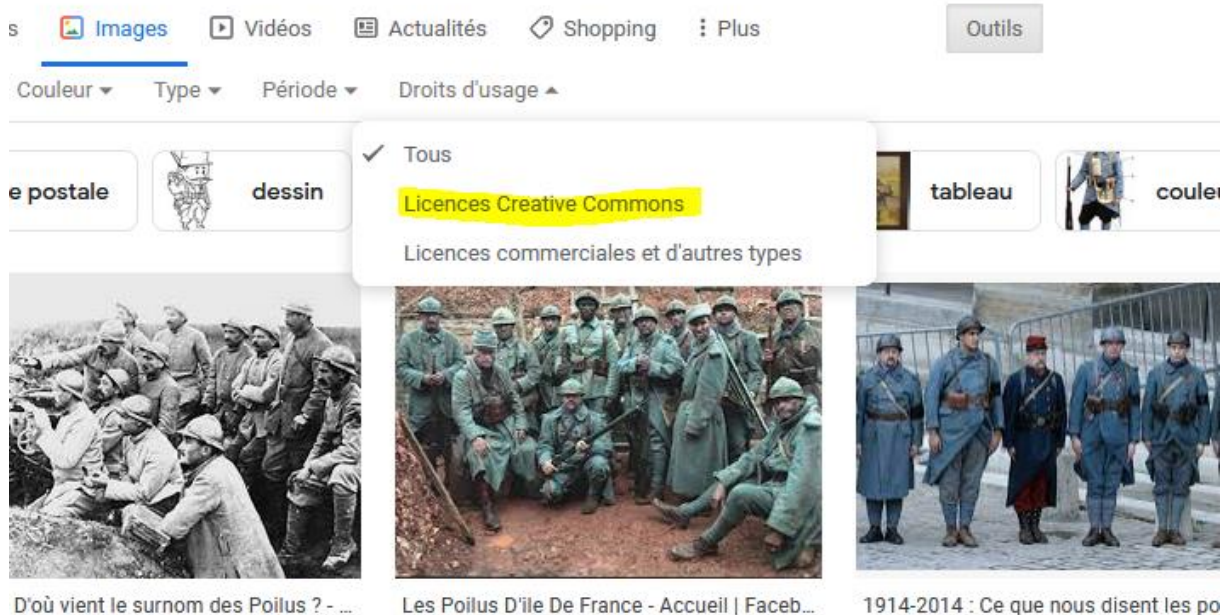 s Images Vidéos Actualités Shopping Plus Outils
Couleur Type Période Droits d'usage
Tous
e postale dessin tableau couleu
Licences Creative Commons
Licences commerciales et d'autres types
D'où vient le surnom des Poilus ? - ... Les Poilus D'ile De France - Accueil | Faceb... 1914-2014 : Ce que nous disent les po